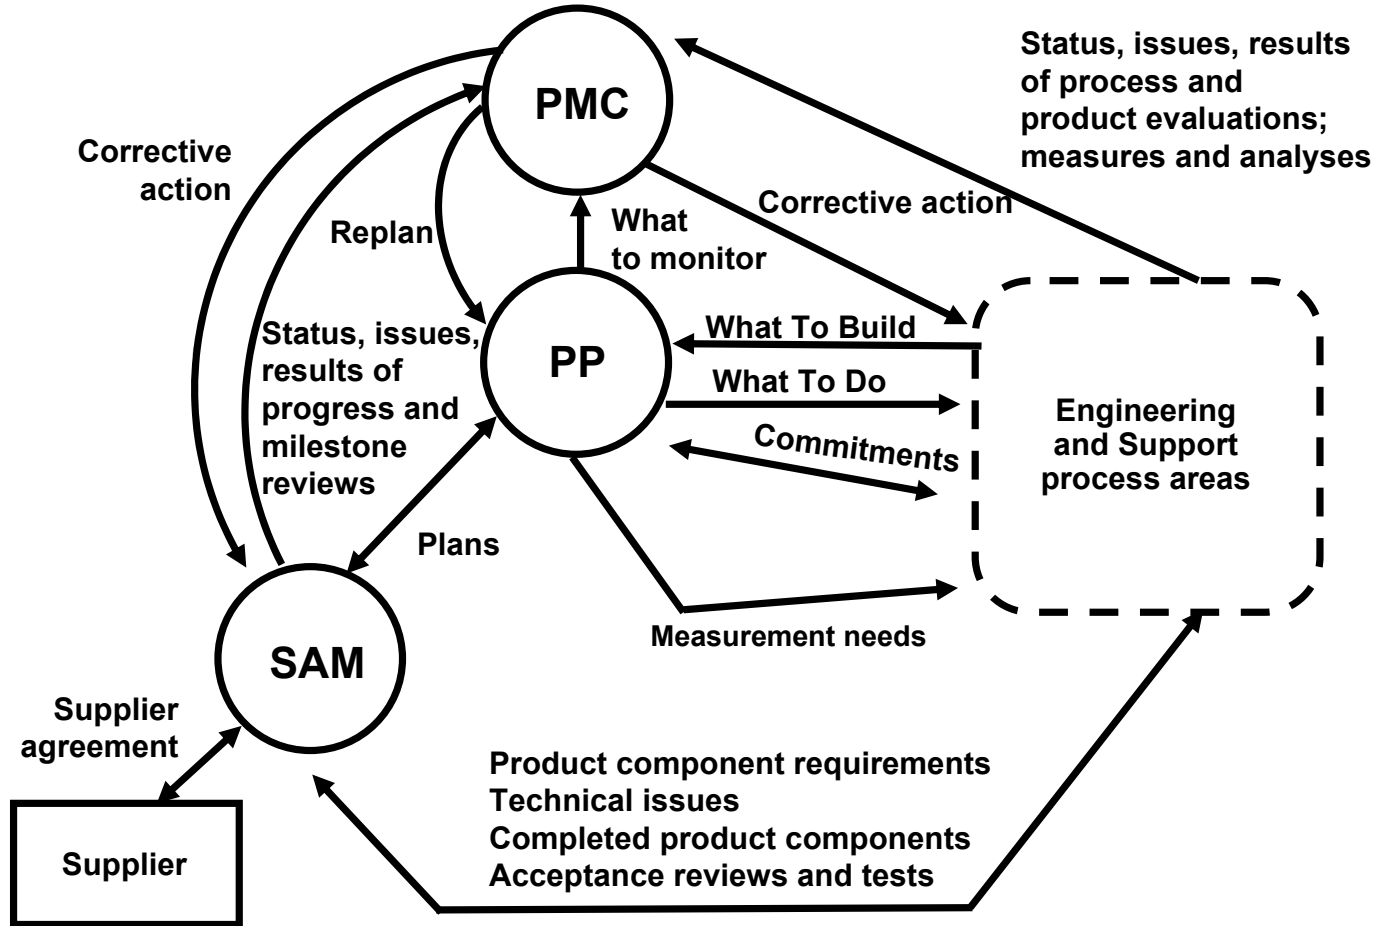 PMC
Status, issues, results
of process and
product evaluations;
measures and analyses
Corrective
action
Corrective action
Replan
What
to monitor
Status, issues,
results of
progress and
milestone
reviews
PP
What To Build
What To Do
Commitments
Engineering
and Support
process areas
Plans
Measurement needs
SAM
Supplier
agreement
Supplier
Product component requirements
Technical issues
Completed product components
Acceptance reviews and tests